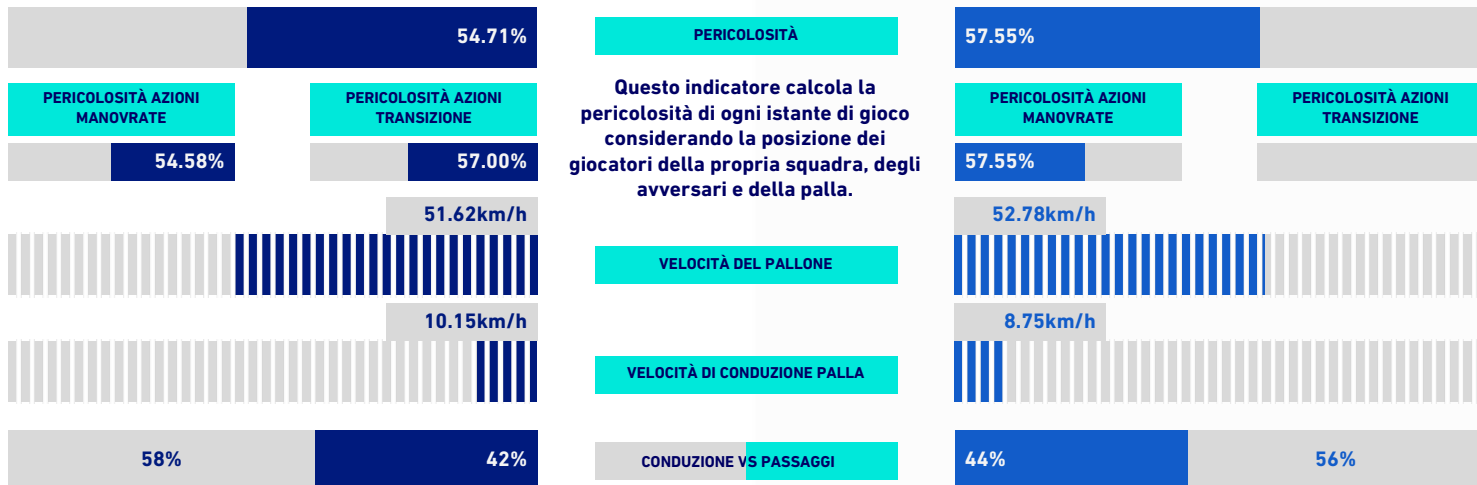 54.71%
PERICOLOSITÀ
57.55%
PERICOLOSITÀ AZIONI
MANOVRATE
PERICOLOSITÀ AZIONI
TRANSIZIONE
54.58%
57.00%
Questo indicatore calcola la
pericolosità di ogni istante di gioco
considerando la posizione dei
giocatori della propria squadra, degli
avversari e della palla.
PERICOLOSITÀ AZIONI
MANOVRATE
PERICOLOSITÀ AZIONI
TRANSIZIONE
57.55%
51.62km/h
VELOCITÀ DEL PALLONE
52.78km/h
10.15km/h
VELOCITÀ DI CONDUZIONE PALLA
8.75km/h
58%
42%
CONDUZIONE VS PASSAGGI
44%
56%